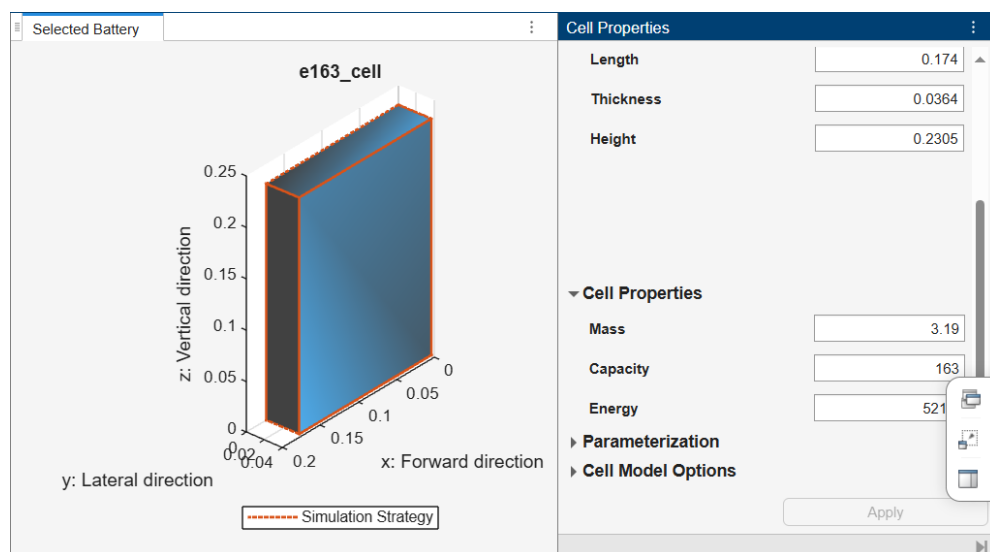 Selected Battery
e163_cell
0.25
0.2
0.15
0.1
0.05
0
z: Vertical direction
0
0.02
0.04
y: Lateral direction
0.2
0.15
0.1
0.05
0
x: Forward direction
Simulation Strategy
Cell Properties
Length 0.174
Thickness 0.0364
Height 0.2305
Cell Properties
Mass 3.19
Capacity 163
Energy
Parameterization
Cell Model Options
Apply